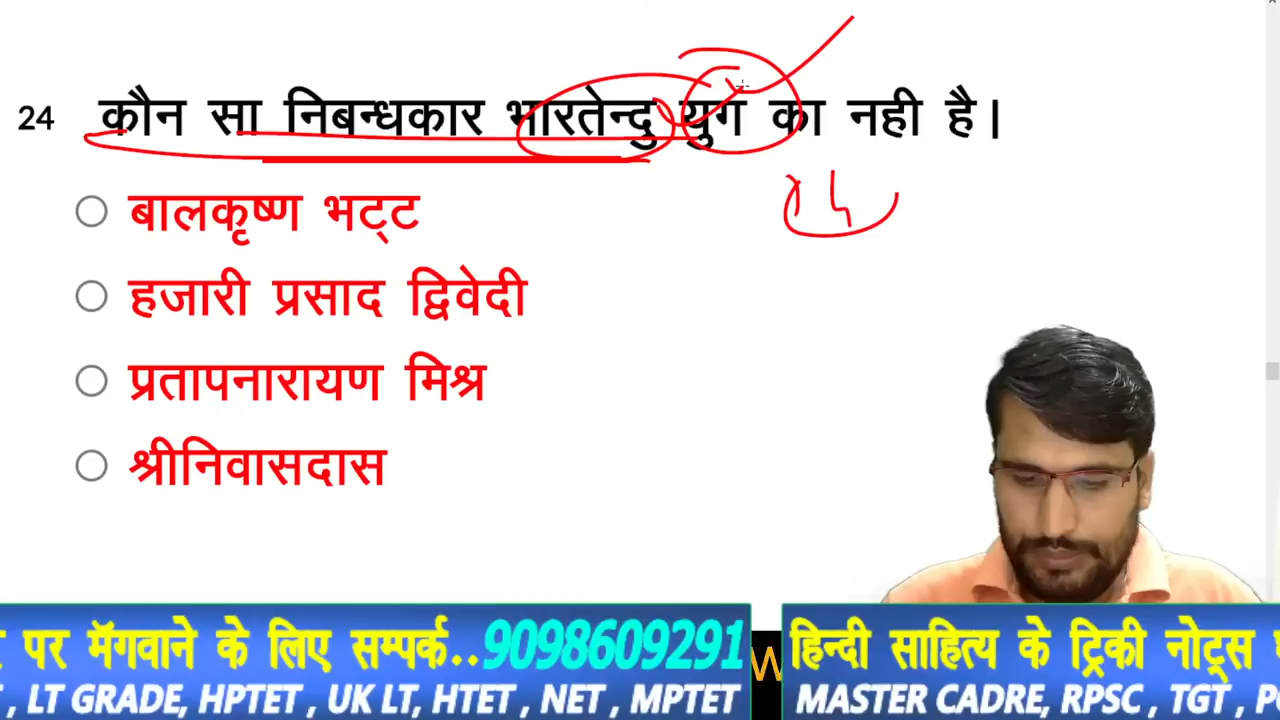 24 कौन सा निबन्धकार भारतेन्दु युग का नही है।
बालकृष्ण भट्ट
हजारी प्रसाद द्विवेदी
प्रतापनारायण मिश्र
श्रीनिवासदास
पर मॅगवाने के लिए सम्पर्क..9098609291
हिन्दी साहित्य के ट्रिकी नोट्स
, LT GRADE, HPTET , UK LT, HTET , NET , MPTET
MASTER CADRE, RPSC , TGT ,